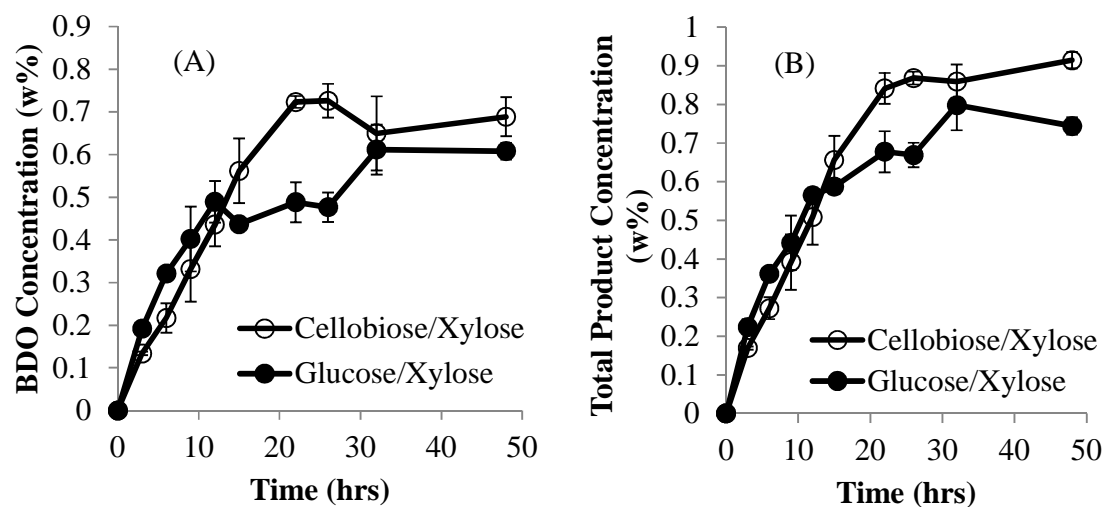 (A)
BDO Concentration (w%)
0.9
0.8
0.7
0.6
0.5
0.4
0.3
0.2
0.1
0
Cellobiose/Xylose
Glucose/Xylose
0 10 20 30 40 50
Time (hrs)
(B)
Total Product Concentration
(w%)
1
0.9
0.8
0.7
0.6
0.5
0.4
0.3
0.2
0.1
0
Cellobiose/Xylose
Glucose/Xylose
0 10 20 30 40 50
Time (hrs)